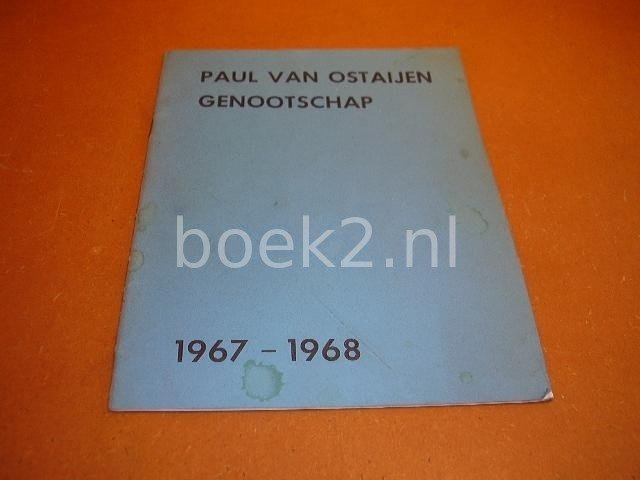 PAUL VAN OSTAIJEN
GENOOTSCHAP
boek2.nl
1967 - 1968